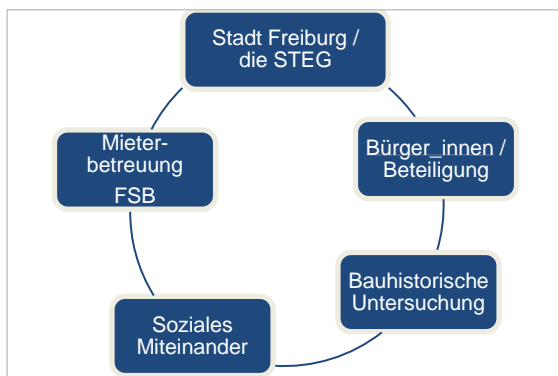 Stadt Freiburg /
die STEG
Bürger_innen /
Beteiligung
Bauhistorische
Untersuchung
Soziales
Miteinander
Mieter-
betreuung
FSB